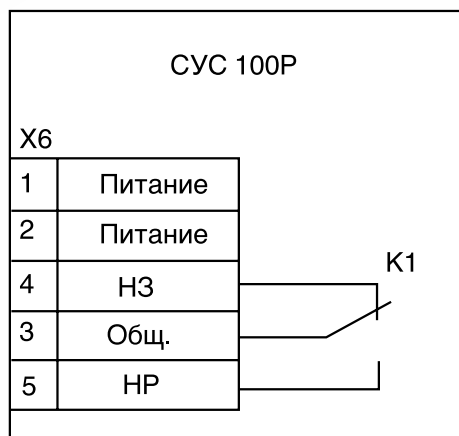 СУС 100Р
Х6
1 Питание
2 Питание
4 НЗ
К1
3 Общ.
5 НР